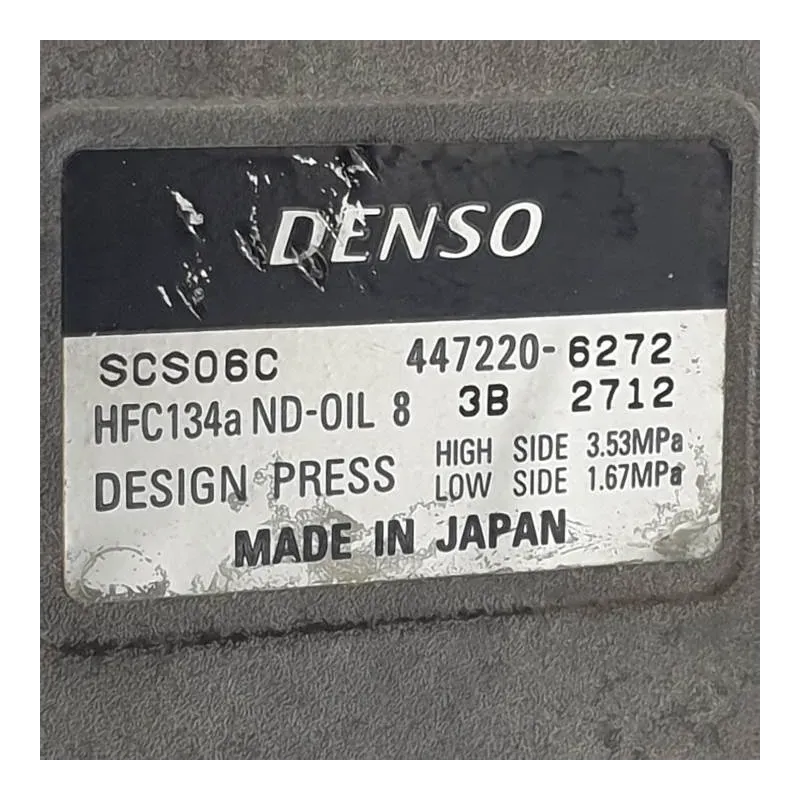 DENSO
SCS06C 447220-6272
HFC134a ND-OIL 8 3B 2712
DESIGN PRESS HIGH SIDE 3.53MPa
LOW SIDE 1.67MPa
MADE IN JAPAN